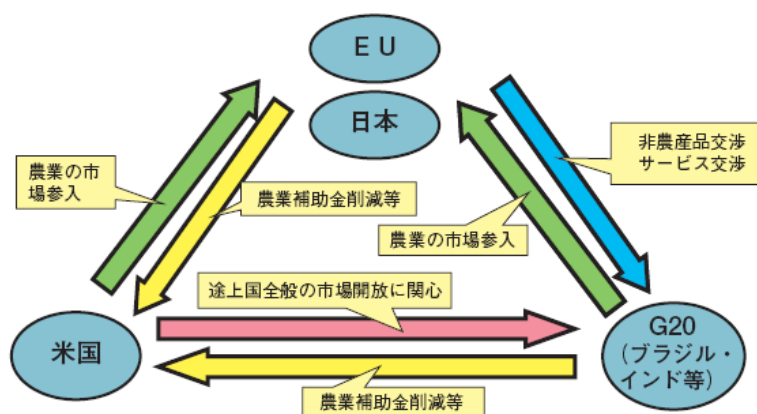 ＥＵ
日本
非農産品交渉
サービス交渉
農業の市
場参入
農業補助金削減等
農業の市場参入
途上国全般の市場開放に関心
米国
G20
（ブラジル・
インド等）
農業補助金削減等